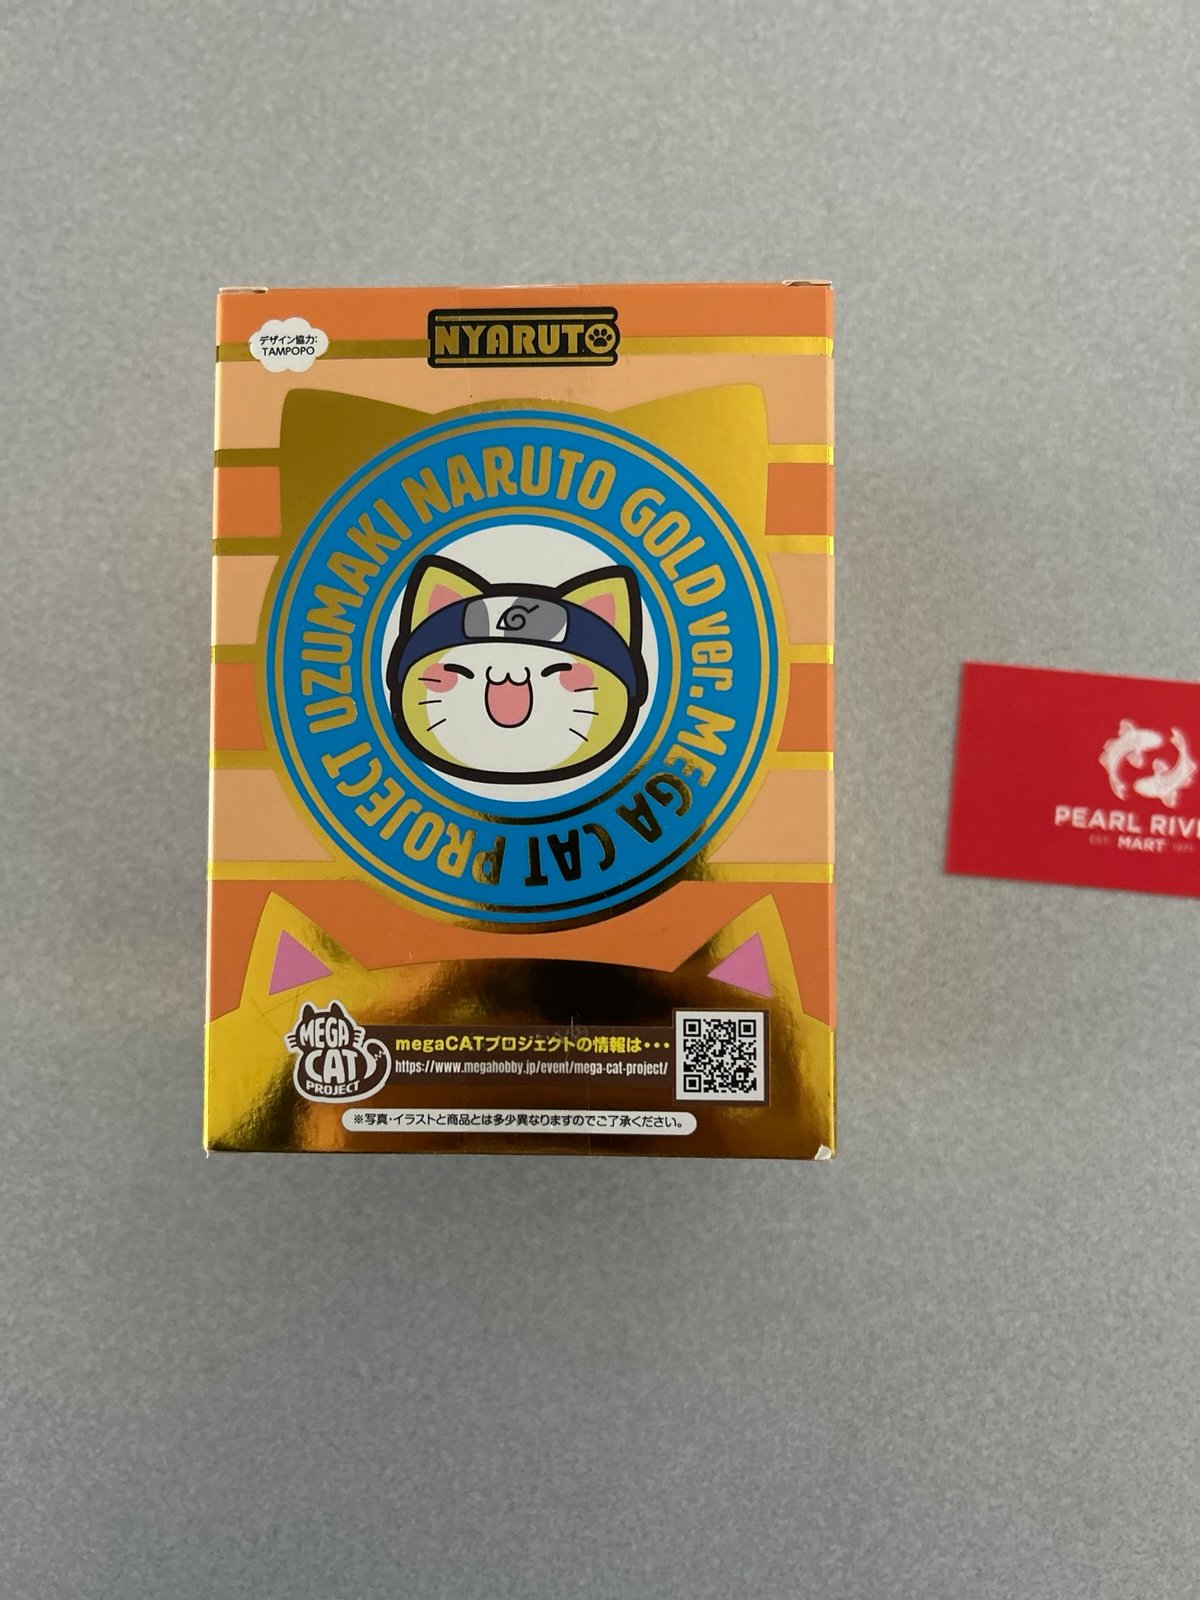 デザイン協力:
TAMPOPO
NYARUTO
UZUMAKI NARUTO GOLD ver. MEGA CAT PROJECT
MEGA
CAT
PROJECT
megaCATプロジェクトの情報は・・・
https://www.megahobby.jp/event/mega-cat-project/
※写真・イラストと商品とは多少異なりますのでご了承ください。
PEARL RIV
EST MART 1971